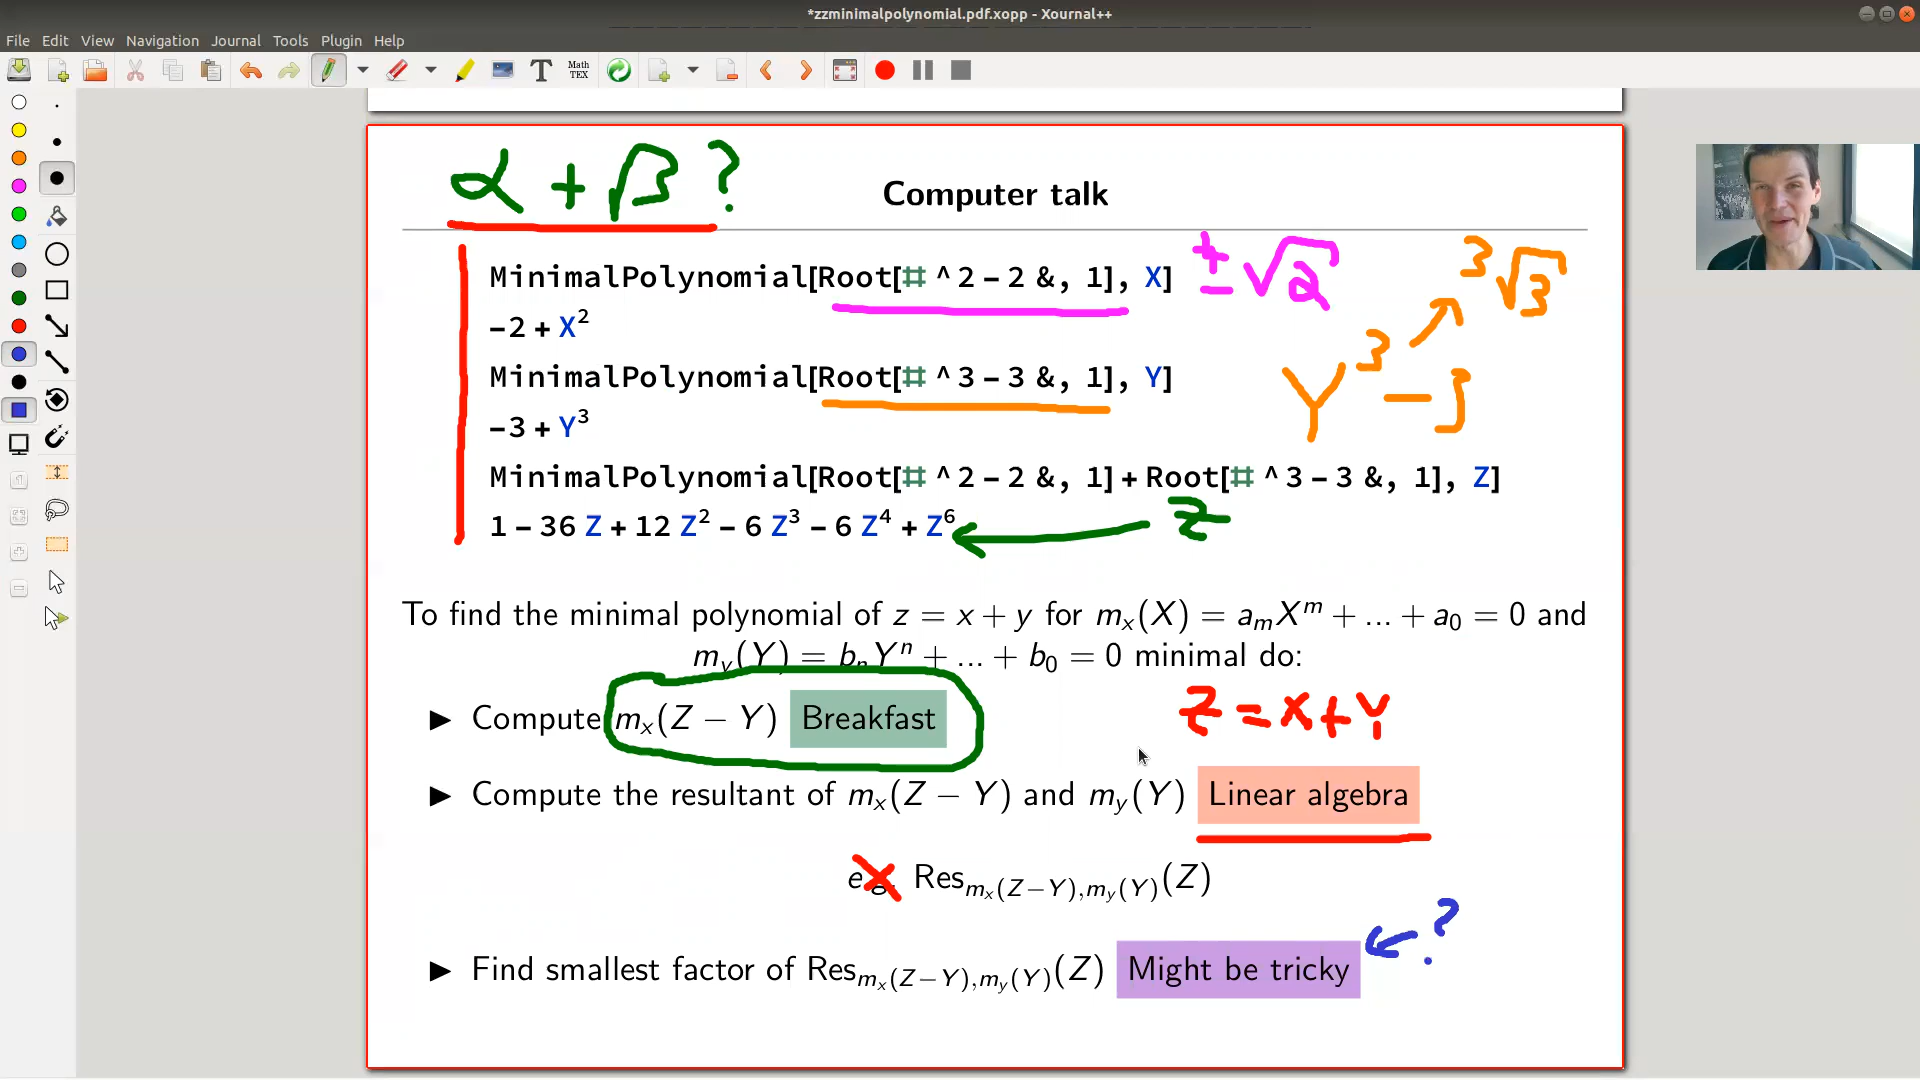 *zzminimalpolynomial.pdf.xopp - Xournal++
File Edit View Navigation Journal Tools Plugin Help
Math TEX
α + β ?
Computer talk
MinimalPolynomial[Root[# ^ 2 - 2 &, 1], X]
± √2
³√3
-2 + X²
MinimalPolynomial[Root[# ^ 3 - 3 &, 1], Y]
Y³ - 3
-3 + Y³
MinimalPolynomial[Root[# ^ 2 - 2 &, 1] + Root[# ^ 3 - 3 &, 1], Z]
1 - 36 Z + 12 Z² - 6 Z³ - 6 Z⁴ + Z⁶
Z
To find the minimal polynomial of z = x + y for mₓ(X) = aₘXᵐ + ... + a₀ = 0 and
m_y(Y) = bₙYⁿ + ... + b₀ = 0 minimal do:
▶ Compute mₓ(Z − Y) Breakfast
Z = X + Y
▶ Compute the resultant of mₓ(Z − Y) and m_y(Y) Linear algebra
e.g. Res_{mₓ(Z−Y),m_y(Y)}(Z)
?
▶ Find smallest factor of Res_{mₓ(Z−Y),m_y(Y)}(Z) Might be tricky